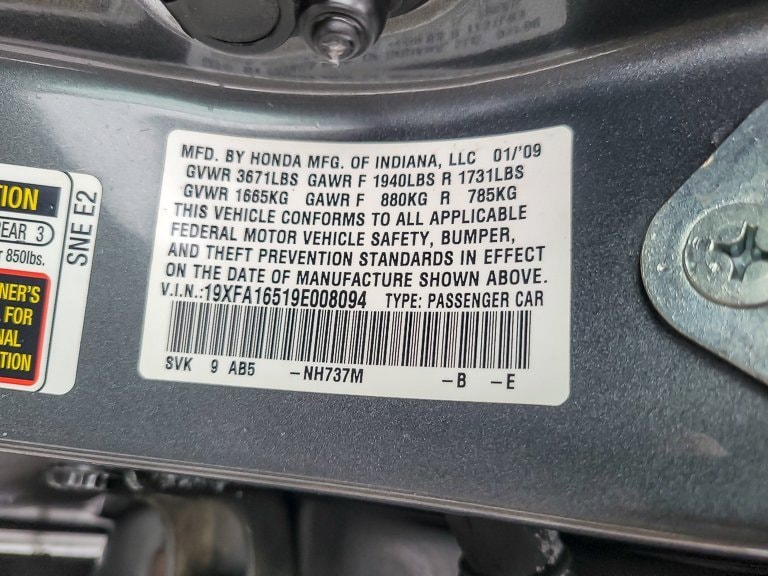 MFD. BY HONDA MFG. OF INDIANA, LLC 01/'09
GVWR 3671LBS GAWR F 1940LBS R 1731LBS
GVWR 1665KG GAWR F 880KG R 785KG
THIS VEHICLE CONFORMS TO ALL APPLICABLE
FEDERAL MOTOR VEHICLE SAFETY, BUMPER,
AND THEFT PREVENTION STANDARDS IN EFFECT
ON THE DATE OF MANUFACTURE SHOWN ABOVE.
V.I.N.:19XFA16519E008094 TYPE: PASSENGER CAR
SVK 9 AB5 -NH737M -B -E
TION
EAR 3
850lbs.
NER'S
FOR
NAL
TION
SNE E2